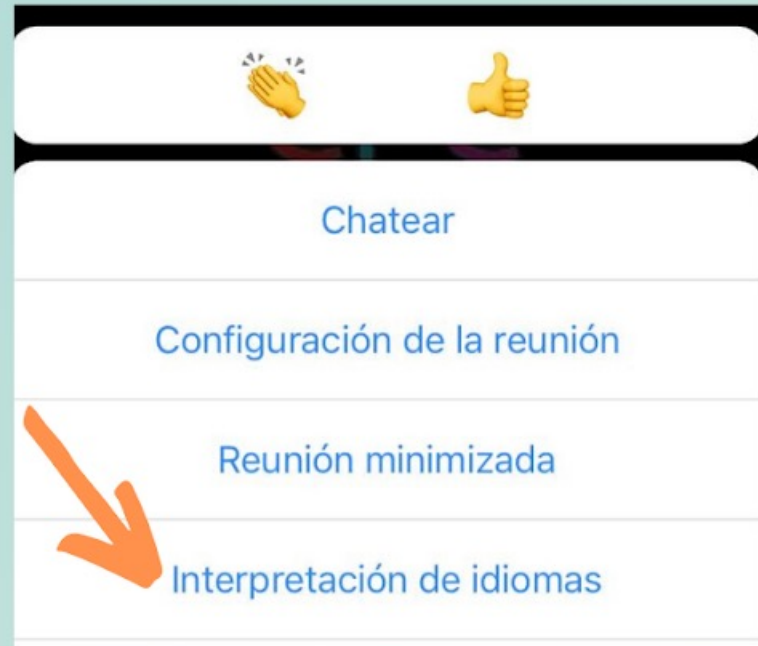 Chatear
Configuración de la reunión
Reunión minimizada
Interpretación de idiomas